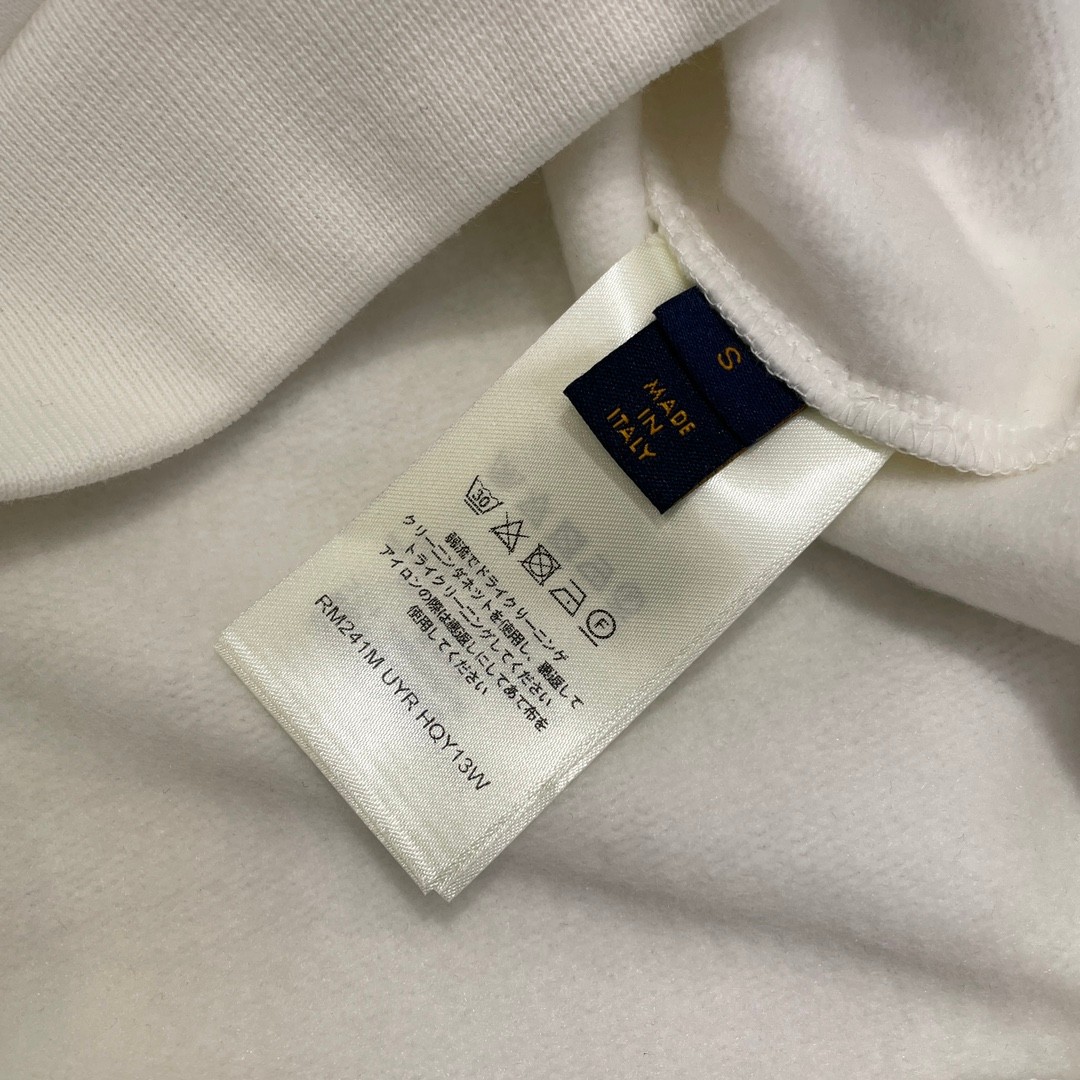 S
MADE
IN
ITALY
30
F
弱流でドライクリーニンケ
クリーニンダネットを使用し、裏返して
トライクリーニングしてください
アイロンの際は裏返しにしてあて布を
使用してください
RM241M UYR HQY13W